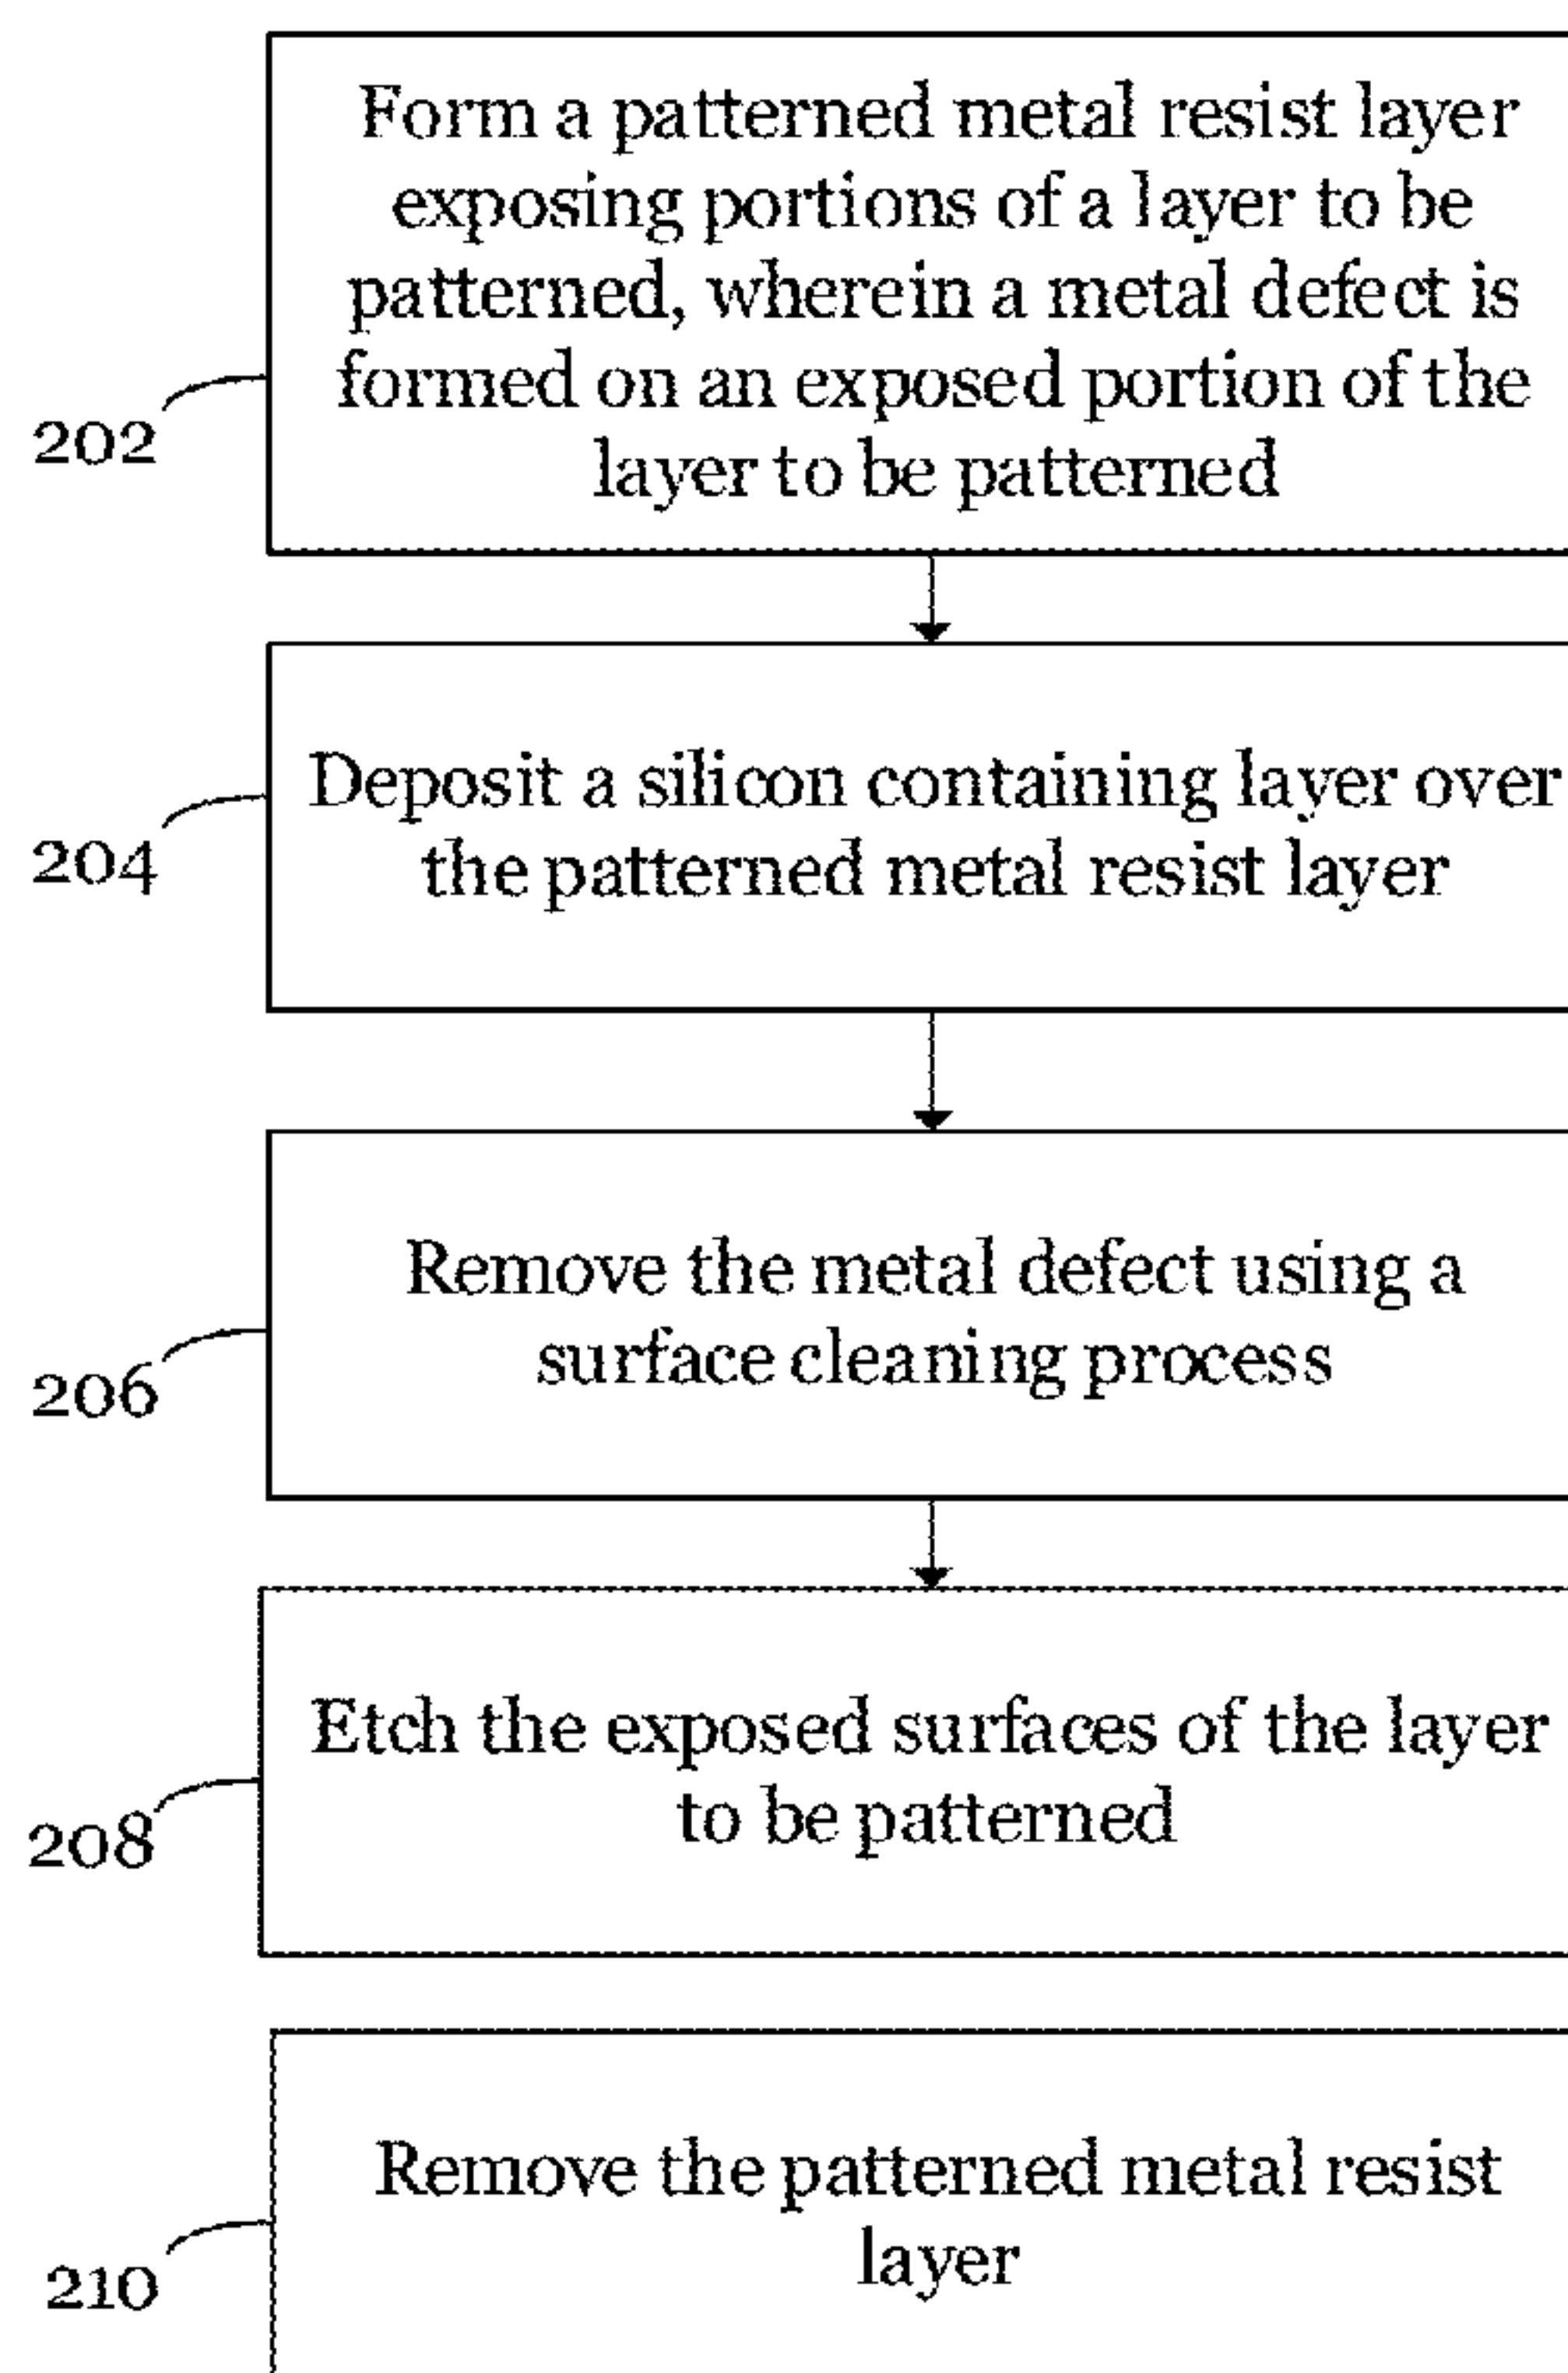 Form a patterned metal resist layer
exposing portions of a layer to be
patterned, wherein a metal defect is
formed on an exposed portion of the
layer to be patterned
202
Deposit a silicon containing layer over
the patterned metal resist layer
204
Remove the metal defect using a
surface cleaning process
206
Etch the exposed surfaces of the layer
to be patterned
208
Remove the patterned metal resist
layer
210